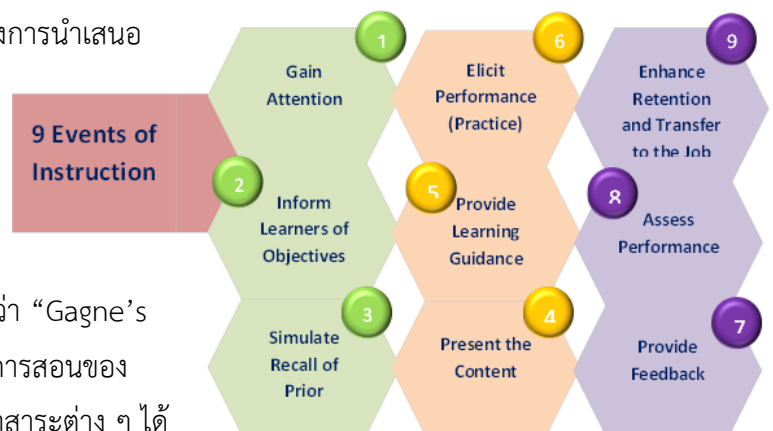 งการนำเสนอ
9 Events of
Instruction
1
Gain
Attention
2
Inform
Learners of
Objectives
3
Simulate
Recall of
Prior
4
Present the
Content
5
Provide
Learning
Guidance
6
Elicit
Performance
(Practice)
7
Provide
Feedback
8
Assess
Performance
9
Enhance
Retention
and Transfer
to the Job
ว่า “Gagne’s
การสอนของ
าสาระต่าง ๆ ได้